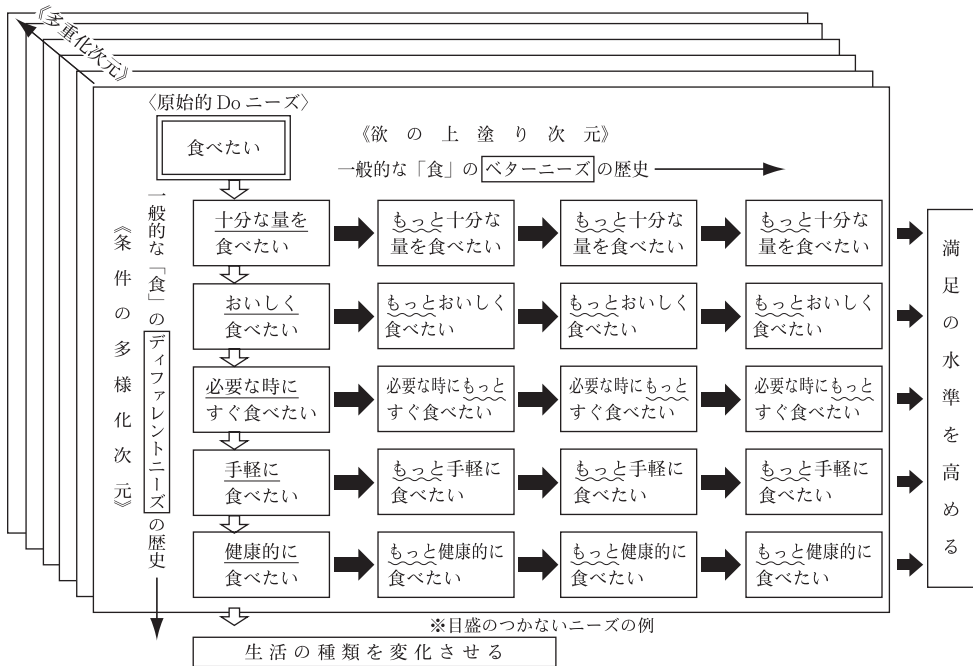 《多重化次元》
〈原始的Doニーズ〉
食べたい
《欲の上塗り次元》
一般的な「食」のベターニーズの歴史
一般的な「食」のディファレントニーズの歴史
《条件の多様化次元》
十分な量を
食べたい
もっと十分な
量を食べたい
もっと十分な
量を食べたい
もっと十分な
量を食べたい
おいしく
食べたい
もっとおいしく
食べたい
もっとおいしく
食べたい
もっとおいしく
食べたい
必要な時に
すぐ食べたい
必要な時にもっと
すぐ食べたい
必要な時にもっと
すぐ食べたい
必要な時にもっと
すぐ食べたい
手軽に
食べたい
もっと手軽に
食べたい
もっと手軽に
食べたい
もっと手軽に
食べたい
健康的に
食べたい
もっと健康的に
食べたい
もっと健康的に
食べたい
もっと健康的に
食べたい
満足の水準を高める
※目盛のつかないニーズの例
生活の種類を変化させる